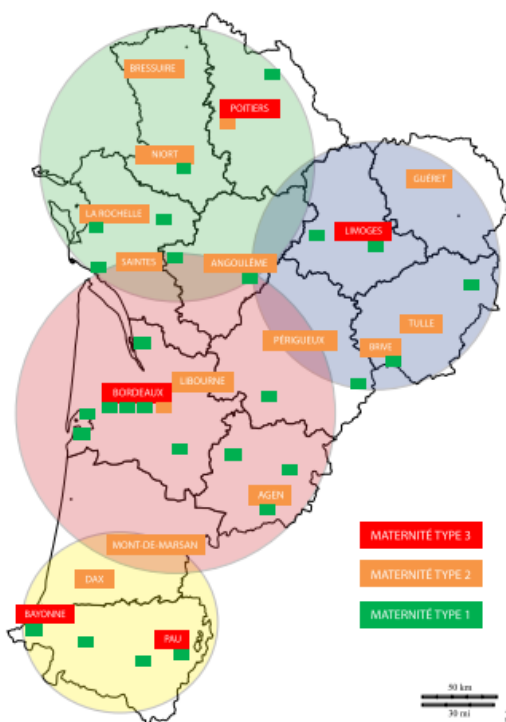 BRESSUIRE
POITIERS
NIORT
GUÉRET
LA ROCHELLE
LIMOGES
SAINTES
ANGOULÊME
TULLE
PÉRIGUEUX
BRIVE
LIBOURNE
BORDEAUX
AGEN
MONT-DE-MARSAN
DAX
BAYONNE
PAU
MATERNITÉ TYPE 3
MATERNITÉ TYPE 2
MATERNITÉ TYPE 1
50 km
30 mi